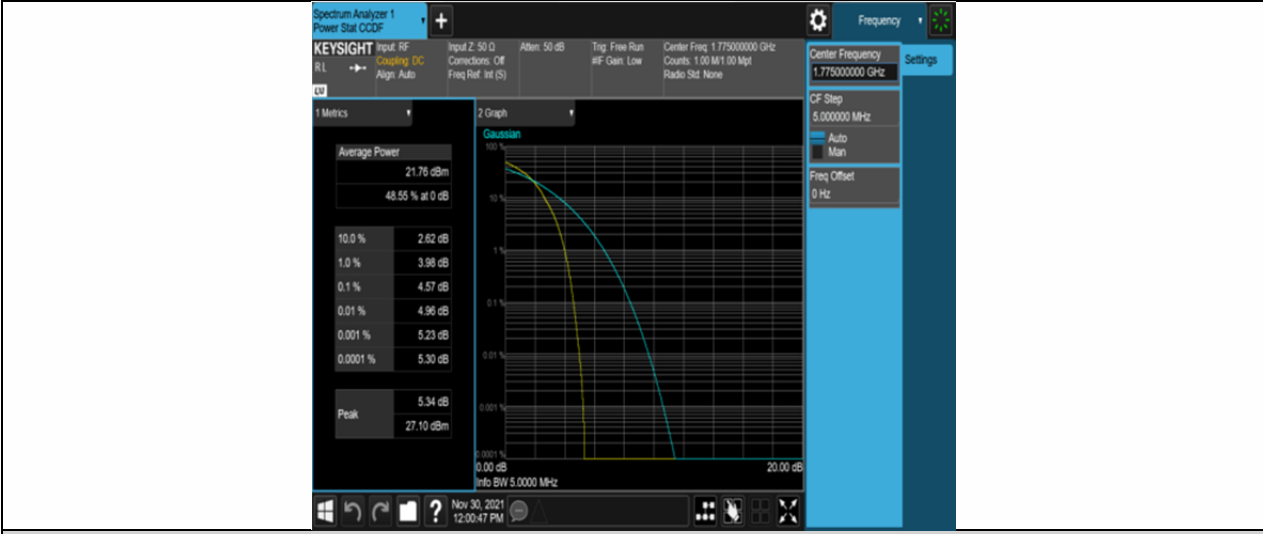 Spectrum Analyzer 1
Power Stat CCDF
+
Frequency
KEYSIGHT
R L
LV
Input: RF
Coupling: DC
Align: Auto
Input Z: 50 Ω
Corrections: Off
Freq Ref: Int (S)
Atten: 50 dB
Trig: Free Run
#IF Gain: Low
Center Freq: 1.775000000 GHz
Counts: 1.00 M/1.00 Mpt
Radio Std: None
Center Frequency
1.775000000 GHz
Settings
CF Step
5.000000 MHz
Auto
Man
Freq Offset
0 Hz
1 Metrics
Average Power
21.76 dBm
48.55 % at 0 dB
10.0 % 2.62 dB
1.0 % 3.98 dB
0.1 % 4.57 dB
0.01 % 4.96 dB
0.001 % 5.23 dB
0.0001 % 5.30 dB
Peak
5.34 dB
27.10 dBm
2 Graph
Gaussian
100 %
10 %
1 %
0.1 %
0.01 %
0.001 %
0.0001 %
0.00 dB 20.00 dB
Info BW 5.0000 MHz
?
Nov 30, 2021
12:00:47 PM